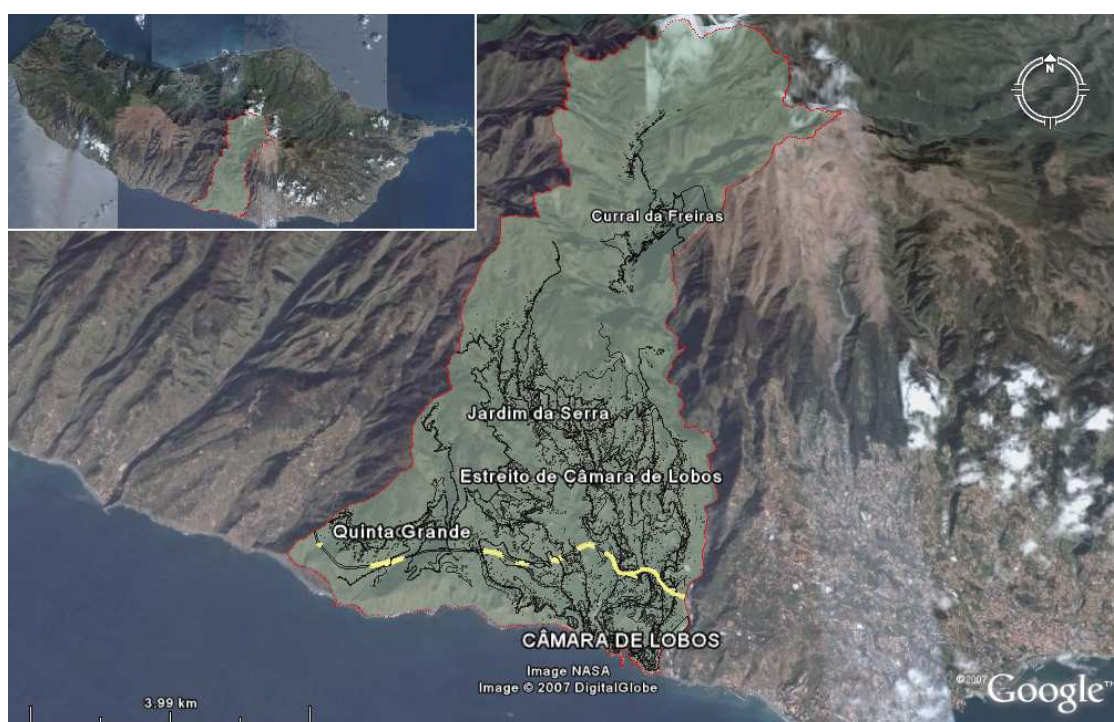 N
Curral da Freiras
Jardim da Serra
Estreito de Câmara de Lobos
Quinta Grande
CÂMARA DE LOBOS
Image NASA
Image © 2007 DigitalGlobe
3.99 km
©2007 Google™